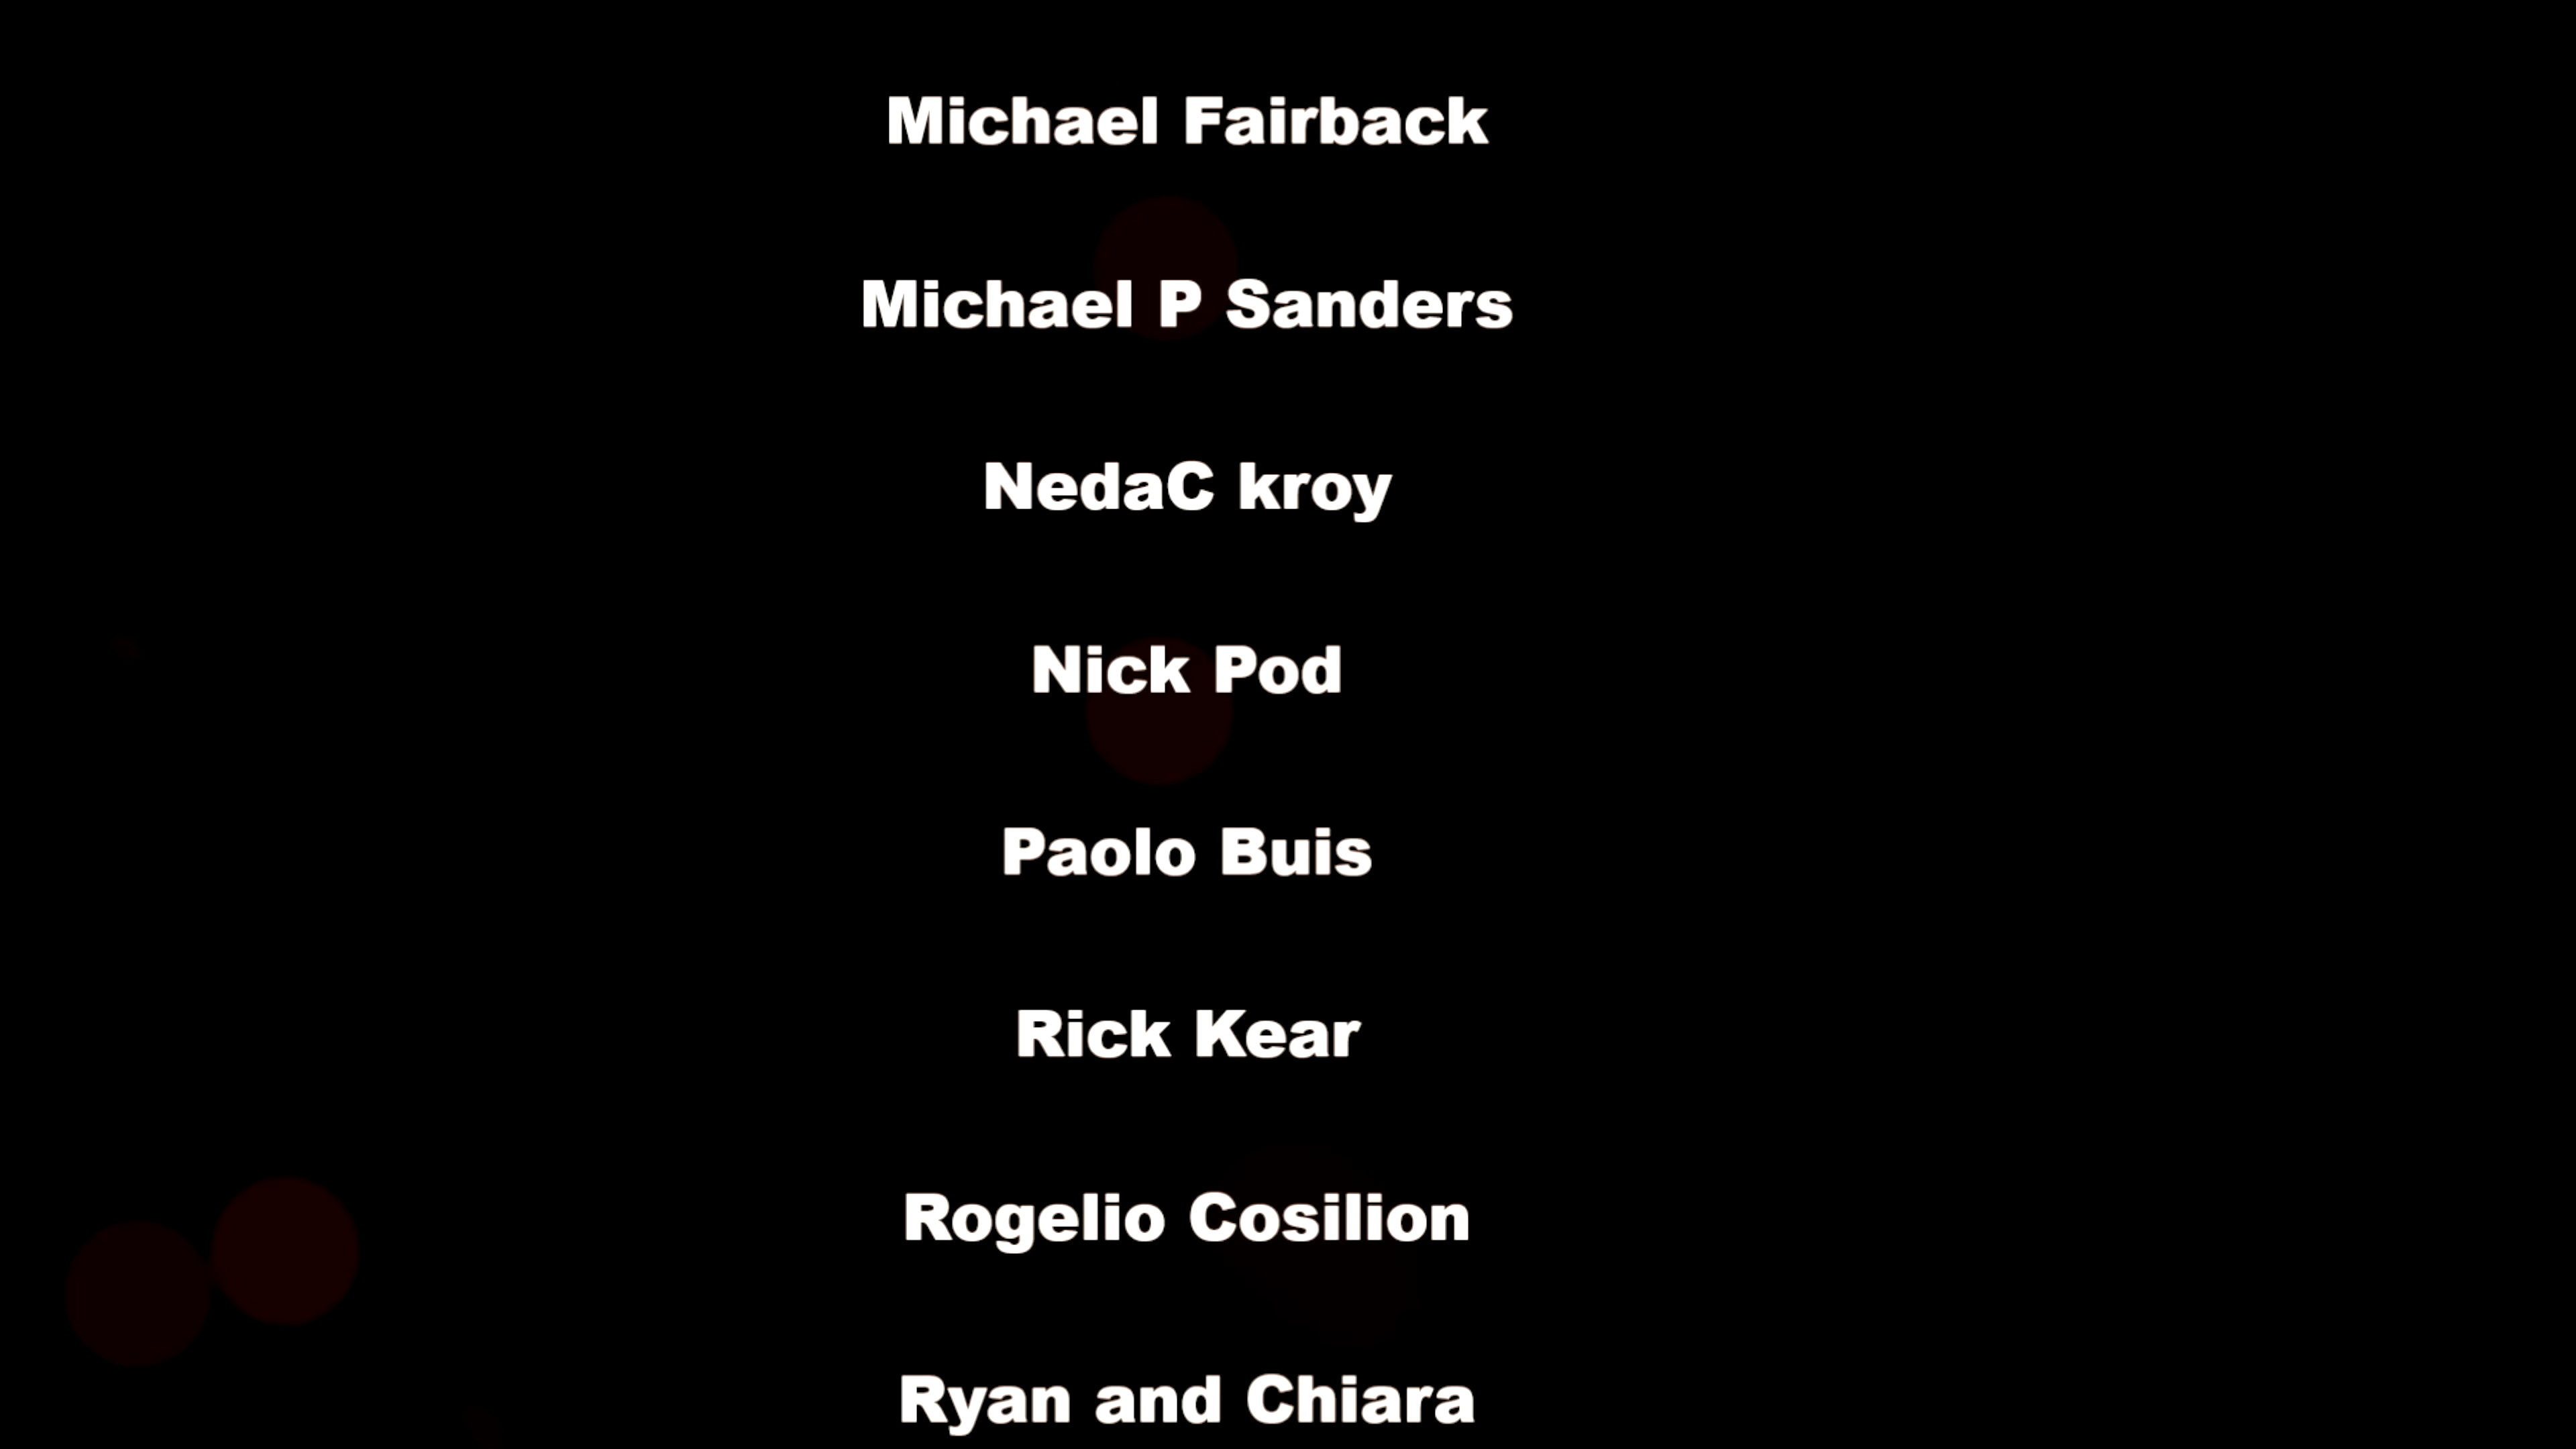 Michael Fairback
Michael P Sanders
NedaC kroy
Nick Pod
Paolo Buis
Rick Kear
Rogelio Cosilion
Ryan and Chiara